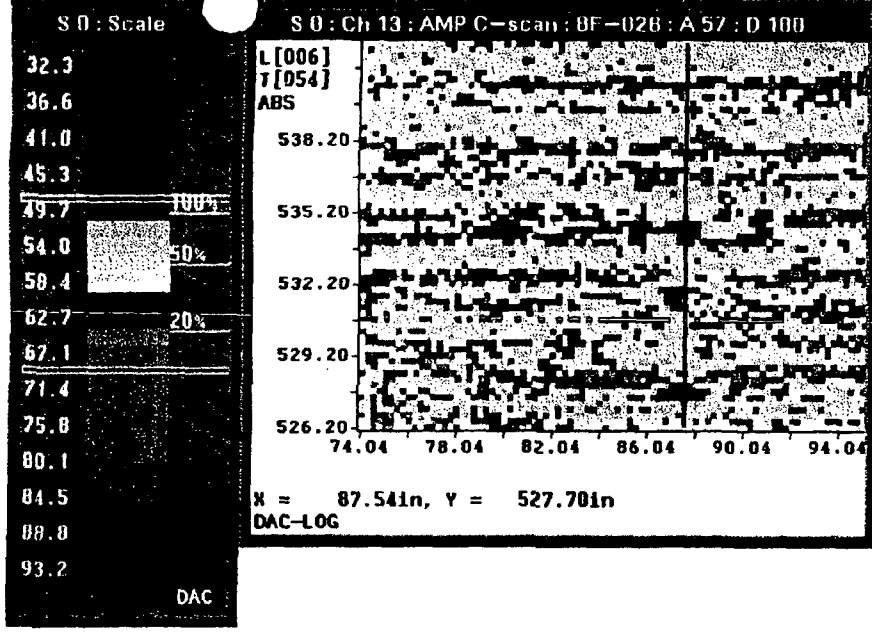 S 0 : Scale
32.3
36.6
41.0
45.3
49.7
54.0
58.4
62.7
67.1
71.4
75.8
80.1
84.5
88.8
93.2
100%
50%
20%
DAC
S 0 : Ch 13 : AMP C-scan : BF-028 : A 57 : D 100
L[006]
T[054]
ABS
538.20
535.20
532.20
529.20
526.20
74.04 78.04 82.04 86.04 90.04 94.04
X = 87.54in, Y = 527.70in
DAC-LOG